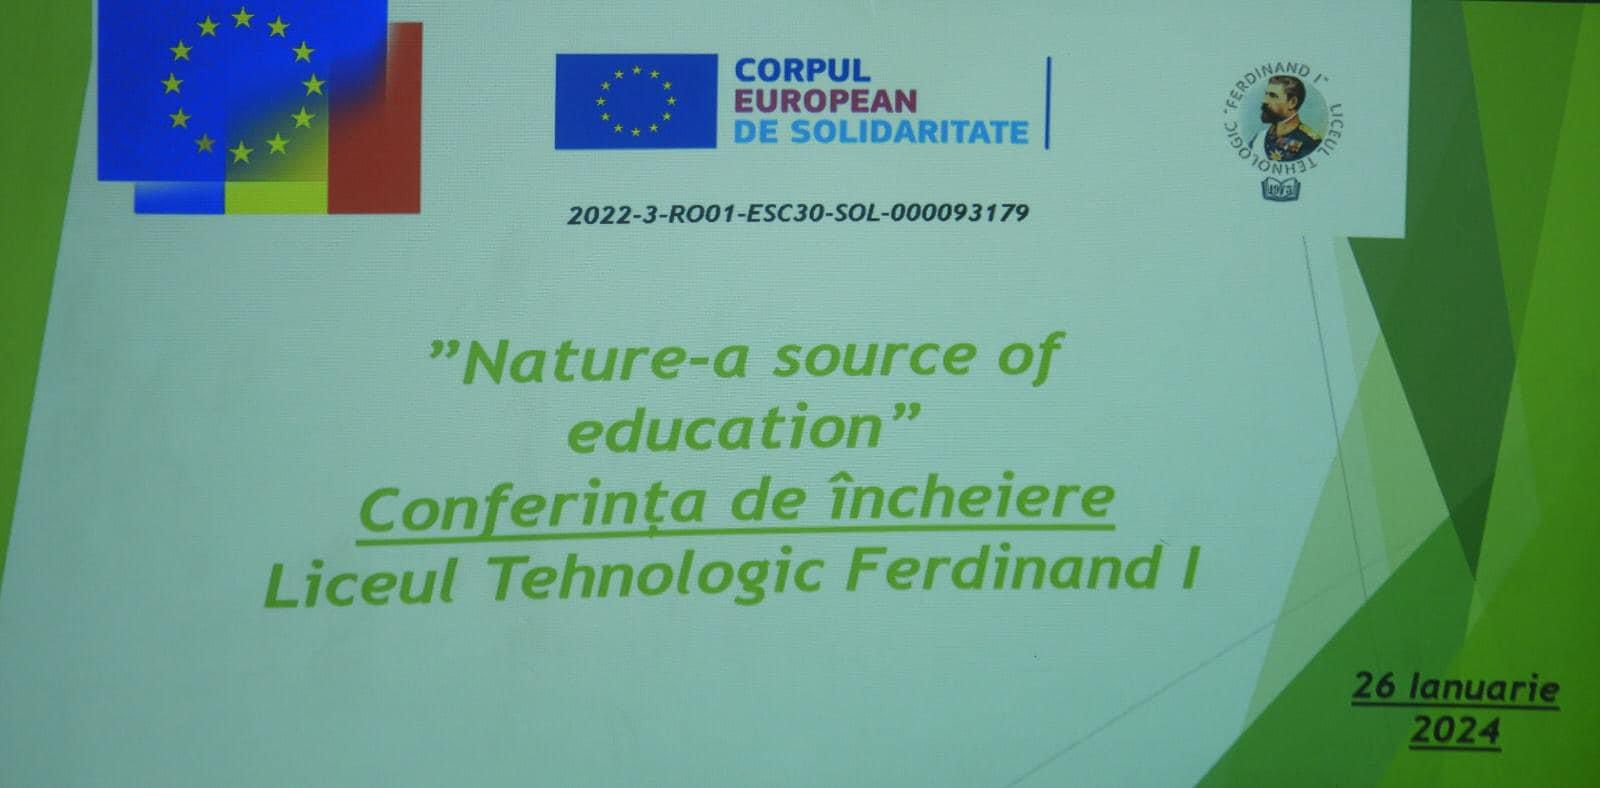 CORPUL
EUROPEAN
DE SOLIDARITATE
LICEUL TEHNOLOGIC "FERDINAND I"
1975
2022-3-RO01-ESC30-SOL-000093179
”Nature-a source of
education”
Conferința de încheiere
Liceul Tehnologic Ferdinand I
26 Ianuarie
2024